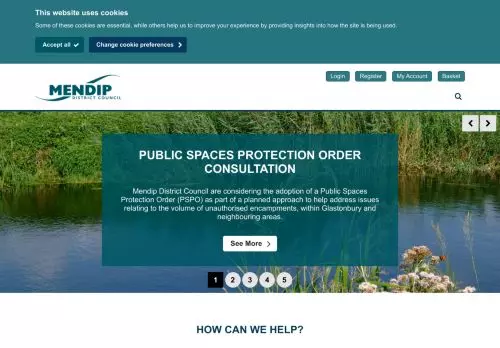 This website uses cookies
Some of these cookies are essential, while others help us to improve your experience by providing insights into how the site is being used.
Accept all
Change cookie preferences
Login
Register
My Account
Basket
MENDIP
DISTRICT COUNCIL
PUBLIC SPACES PROTECTION ORDER
CONSULTATION
Mendip District Council are considering the adoption of a Public Spaces
Protection Order (PSPO) as part of a planned approach to help address issues
relating to the volume of unauthorised encampments, within Glastonbury and
neighbouring areas.
See More
1 2 3 4 5
HOW CAN WE HELP?